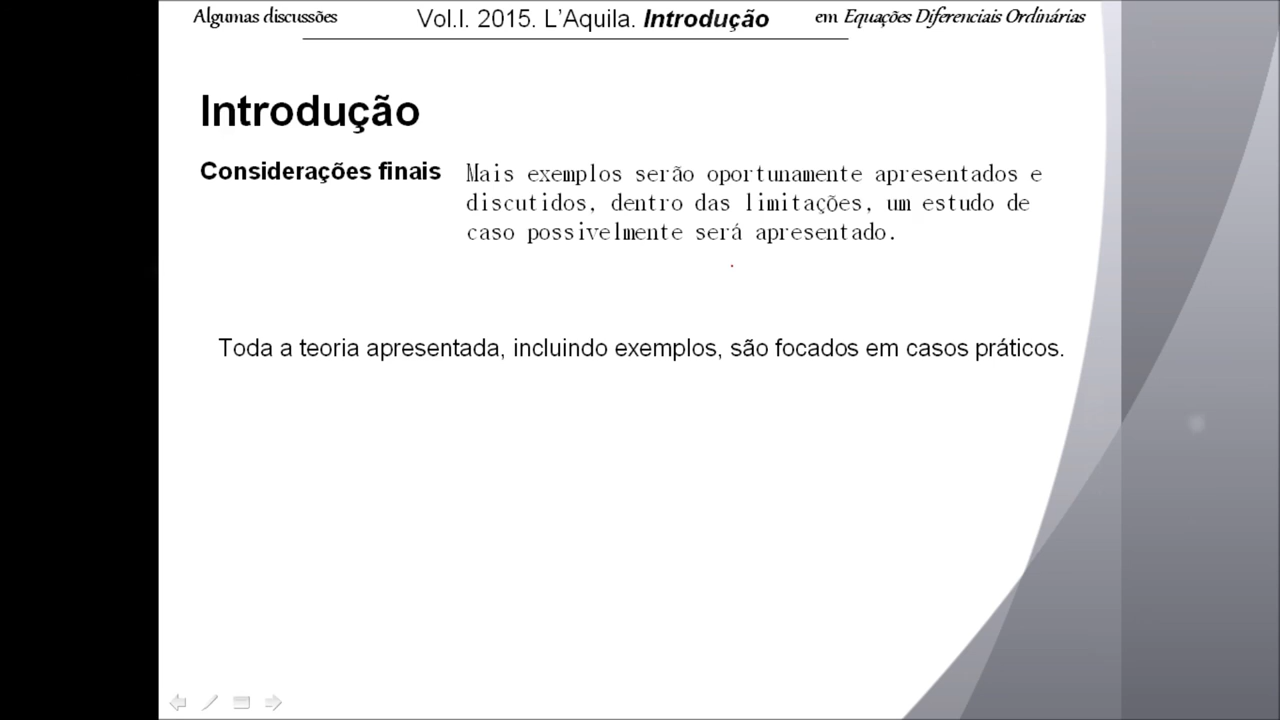 Algumas discussões Vol.I. 2015. L'Aquila. Introdução em Equações Diferenciais Ordinárias
Introdução
Considerações finais Mais exemplos serão oportunamente apresentados e
discutidos, dentro das limitações, um estudo de
caso possivelmente será apresentado.
Toda a teoria apresentada, incluindo exemplos, são focados em casos práticos.